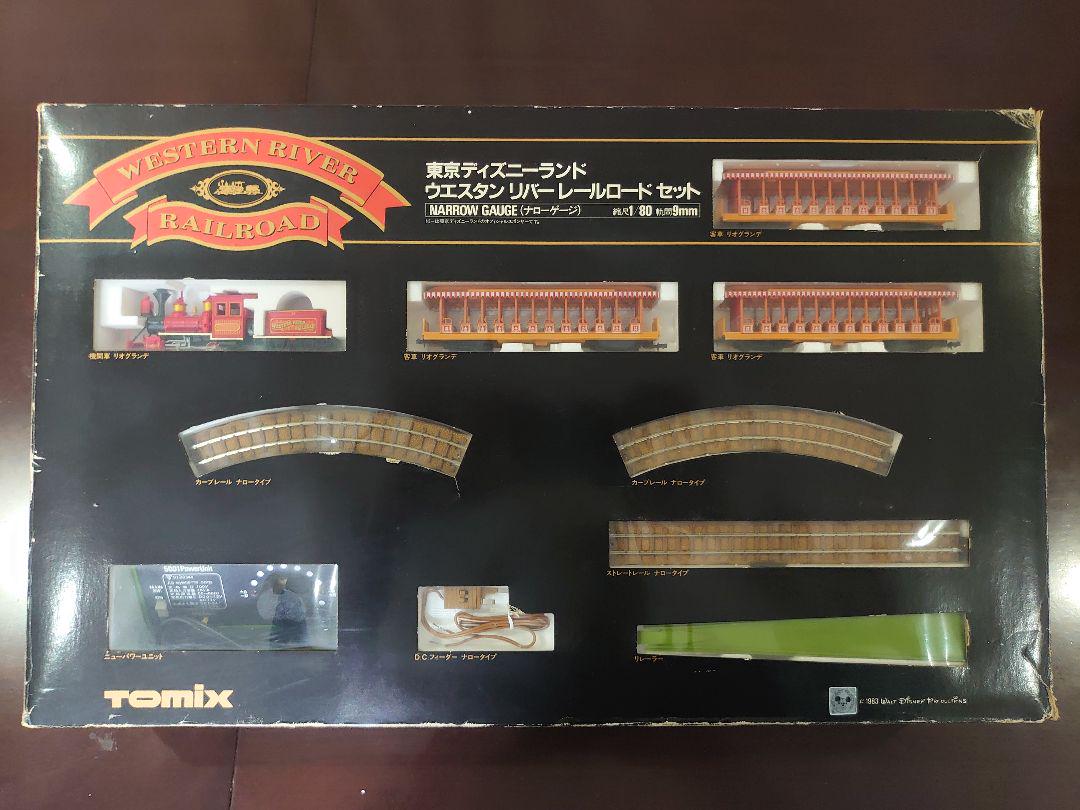 WESTERN RIVER
RAILROAD
東京ディズニーランド
ウエスタン リバー レールロード セット
NARROW GAUGE (ナローゲージ) 縮尺1/80 軌間9mm
客車 リオグランデ
機関車 リオグランデ
客車 リオグランデ
客車 リオグランデ
カーブレール ナロータイプ
カーブレール ナロータイプ
ストレートレール ナロータイプ
5001 Power Unit
ニューパワーユニット
D.C.フィーダー ナロータイプ
リレーラー
TOMIX
© 1983 WALT DISNEY PRODUCTIONS